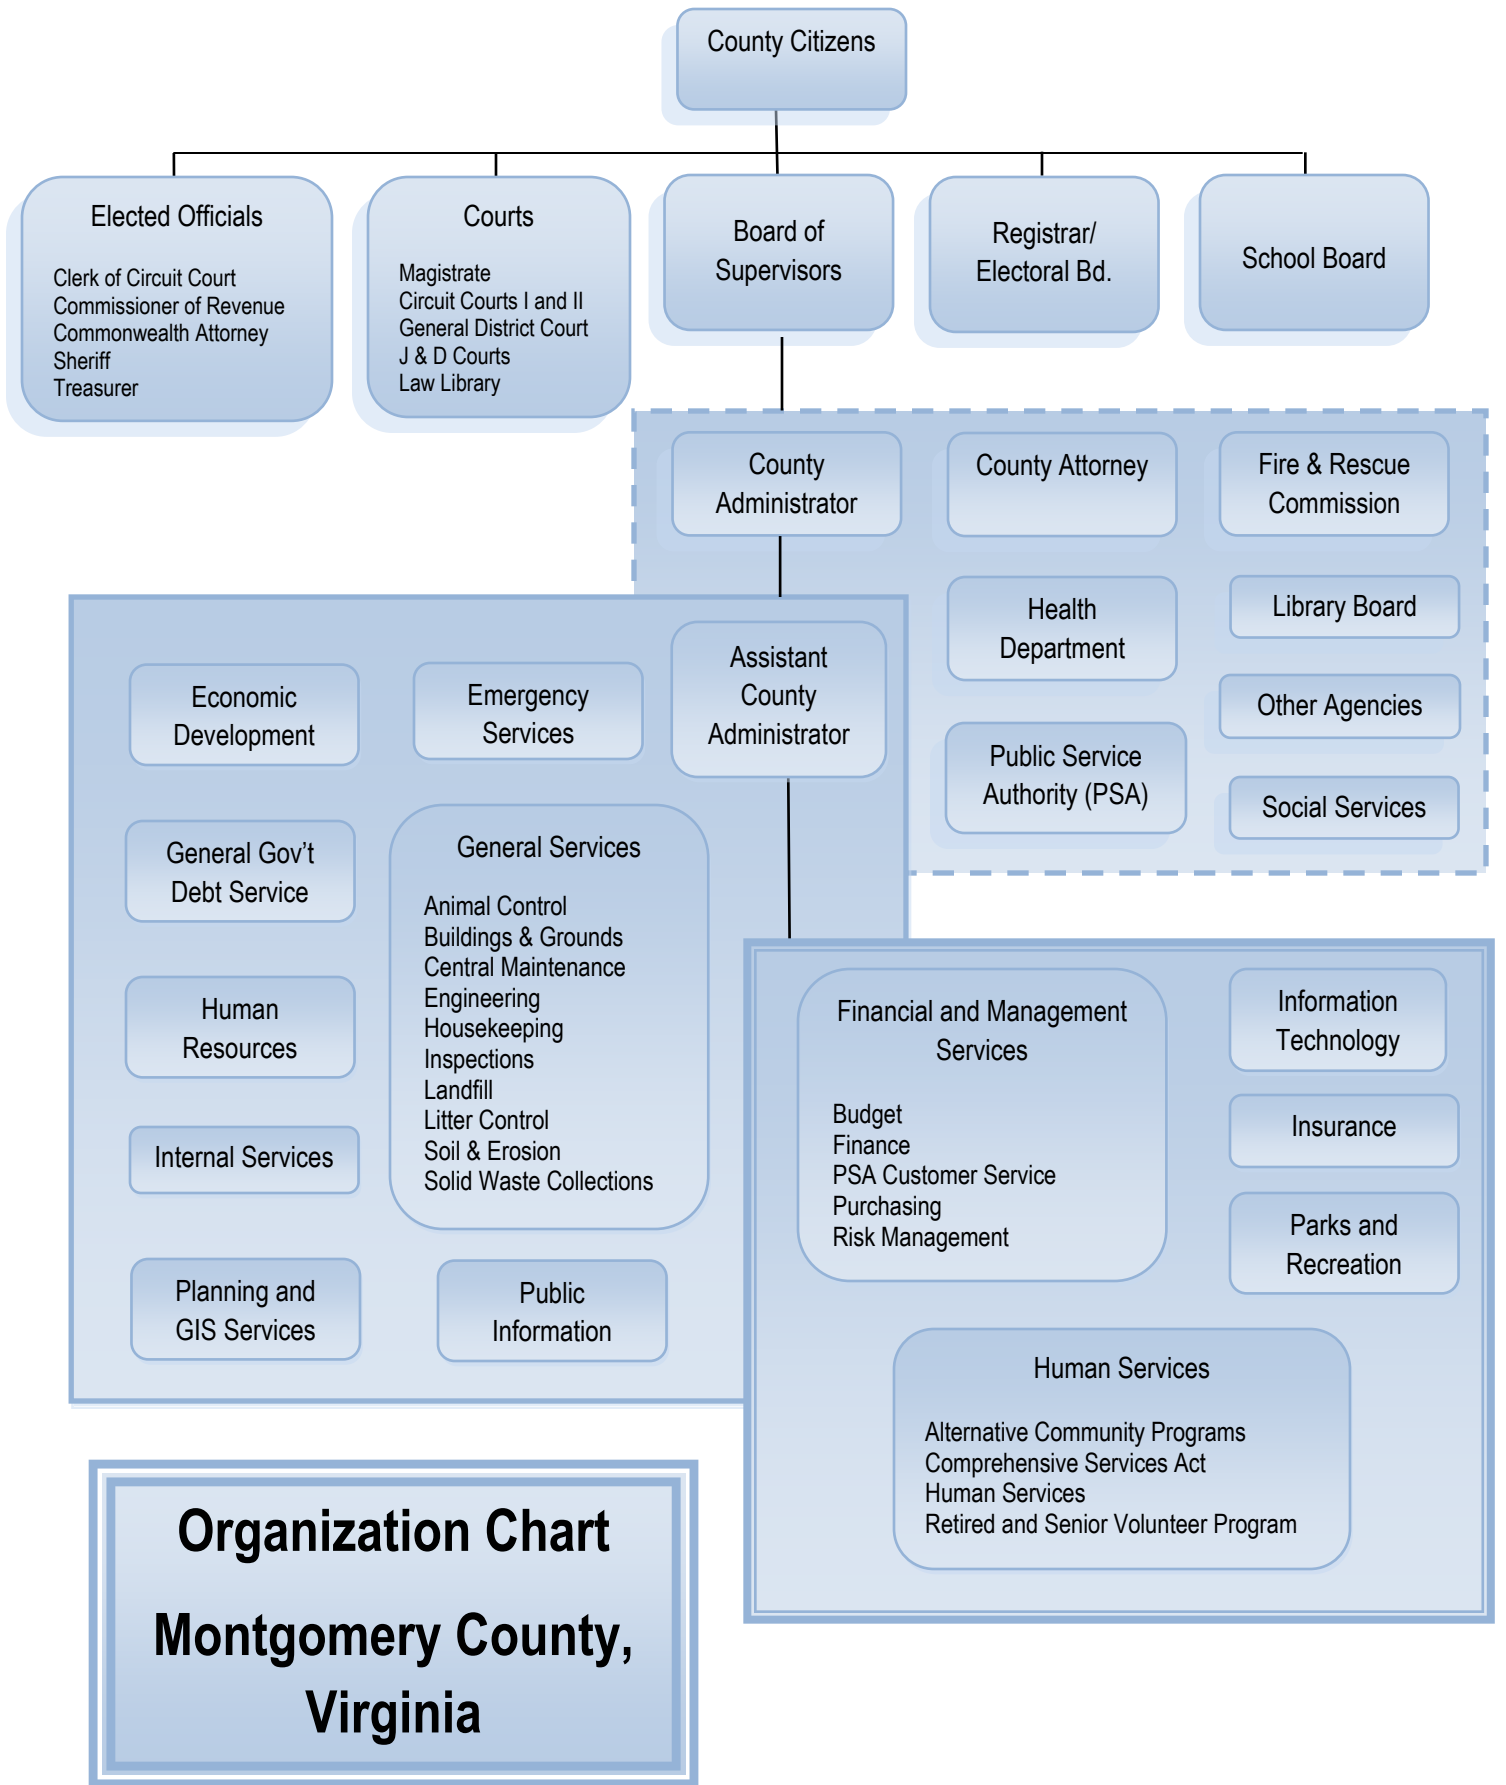 County Citizens
Elected Officials
Clerk of Circuit Court
Commissioner of Revenue
Commonwealth Attorney
Sheriff
Treasurer
Courts
Magistrate
Circuit Courts I and II
General District Court
J & D Courts
Law Library
Board of
Supervisors
Registrar/
Electoral Bd.
School Board
County
Administrator
County Attorney
Fire & Rescue
Commission
Health
Department
Library Board
Other Agencies
Public Service
Authority (PSA)
Social Services
Assistant
County
Administrator
Economic
Development
Emergency
Services
General Gov’t
Debt Service
General Services
Animal Control
Buildings & Grounds
Central Maintenance
Engineering
Housekeeping
Inspections
Landfill
Litter Control
Soil & Erosion
Solid Waste Collections
Human
Resources
Internal Services
Planning and
GIS Services
Public
Information
Financial and Management
Services
Budget
Finance
PSA Customer Service
Purchasing
Risk Management
Information
Technology
Insurance
Parks and
Recreation
Human Services
Alternative Community Programs
Comprehensive Services Act
Human Services
Retired and Senior Volunteer Program
Organization Chart
Montgomery County,
Virginia